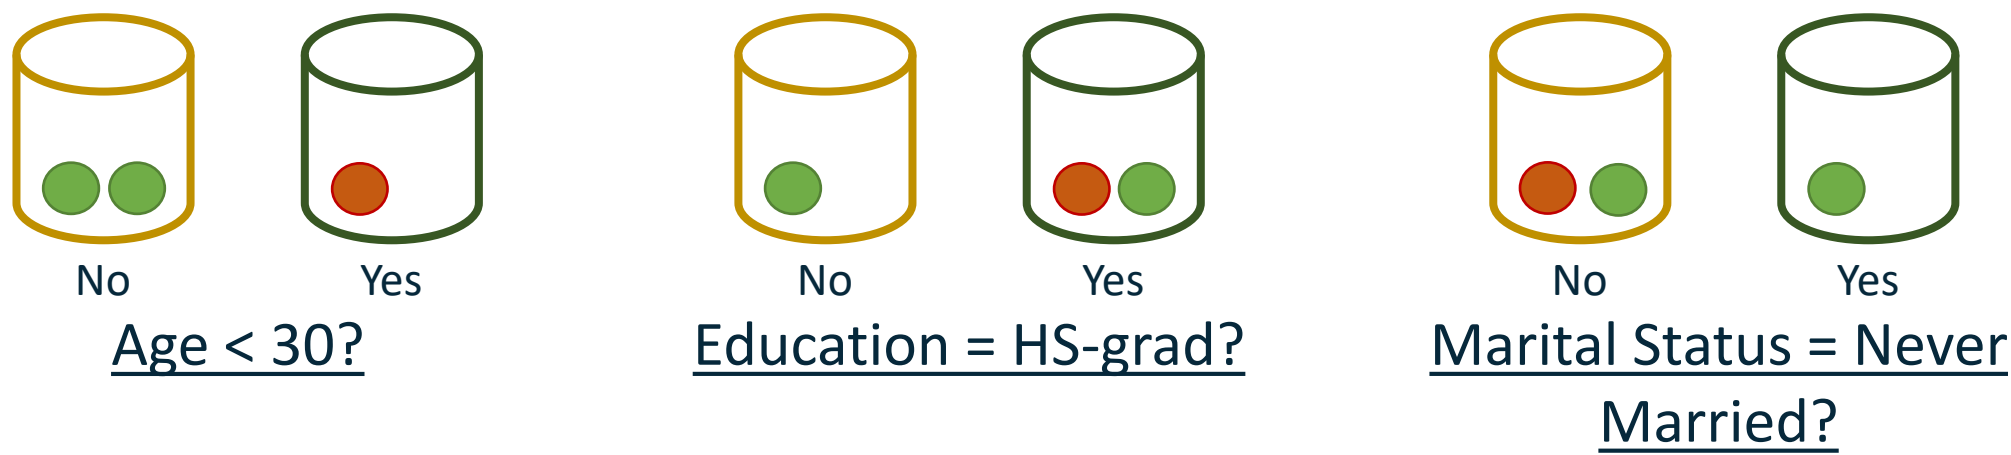 No Yes No Yes No Yes
Age < 30? Education = HS-grad? Marital Status = Never
Married?